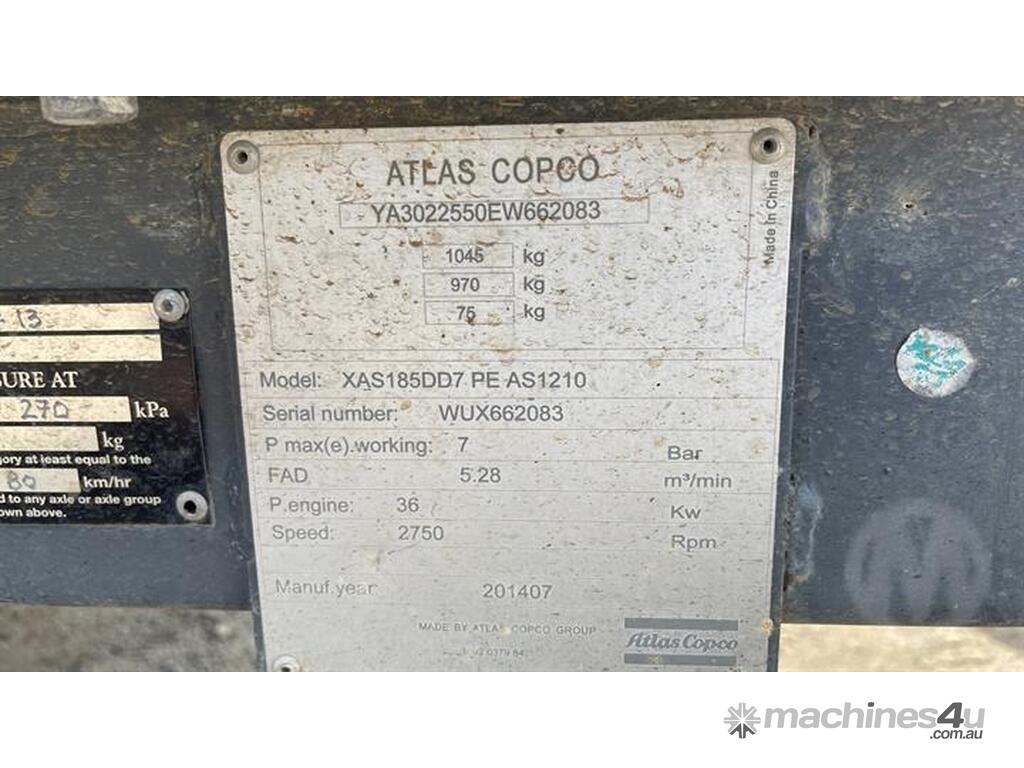 ATLAS COPCO
YA3022550EW662083
1045 kg
970 kg
75 kg
Made in China
Model: XAS185DD7 PE AS1210
Serial number: WUX662083
P max(e).working: 7 Bar
FAD 5.28 m³/min
P.engine: 36 Kw
Speed: 2750 Rpm
Manuf.year: 201407
MADE BY ATLAS COPCO GROUP
Atlas Copco
13
SURE AT
270 kPa
kg
gory at least equal to the
80 km/hr
d to any axle or axle group
own above.
M
machines4u
.com.au